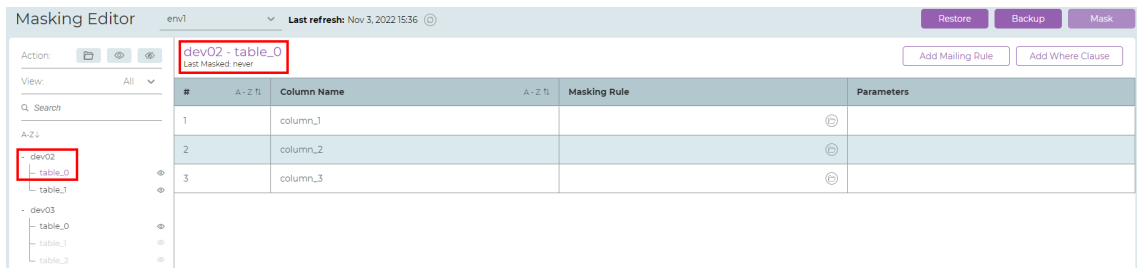 Masking Editor env1 Last refresh: Nov 3, 2022 15:36 Restore Backup Mask
Action:
View: All
Search
A-Z↓
- dev02
table_0
table_1
- dev03
table_0
table_1
table_2
dev02 - table_0
Last Masked: never
Add Mailing Rule Add Where Clause
# A - Z ↑↓ Column Name A - Z ↑↓ Masking Rule Parameters
1 column_1
2 column_2
3 column_3